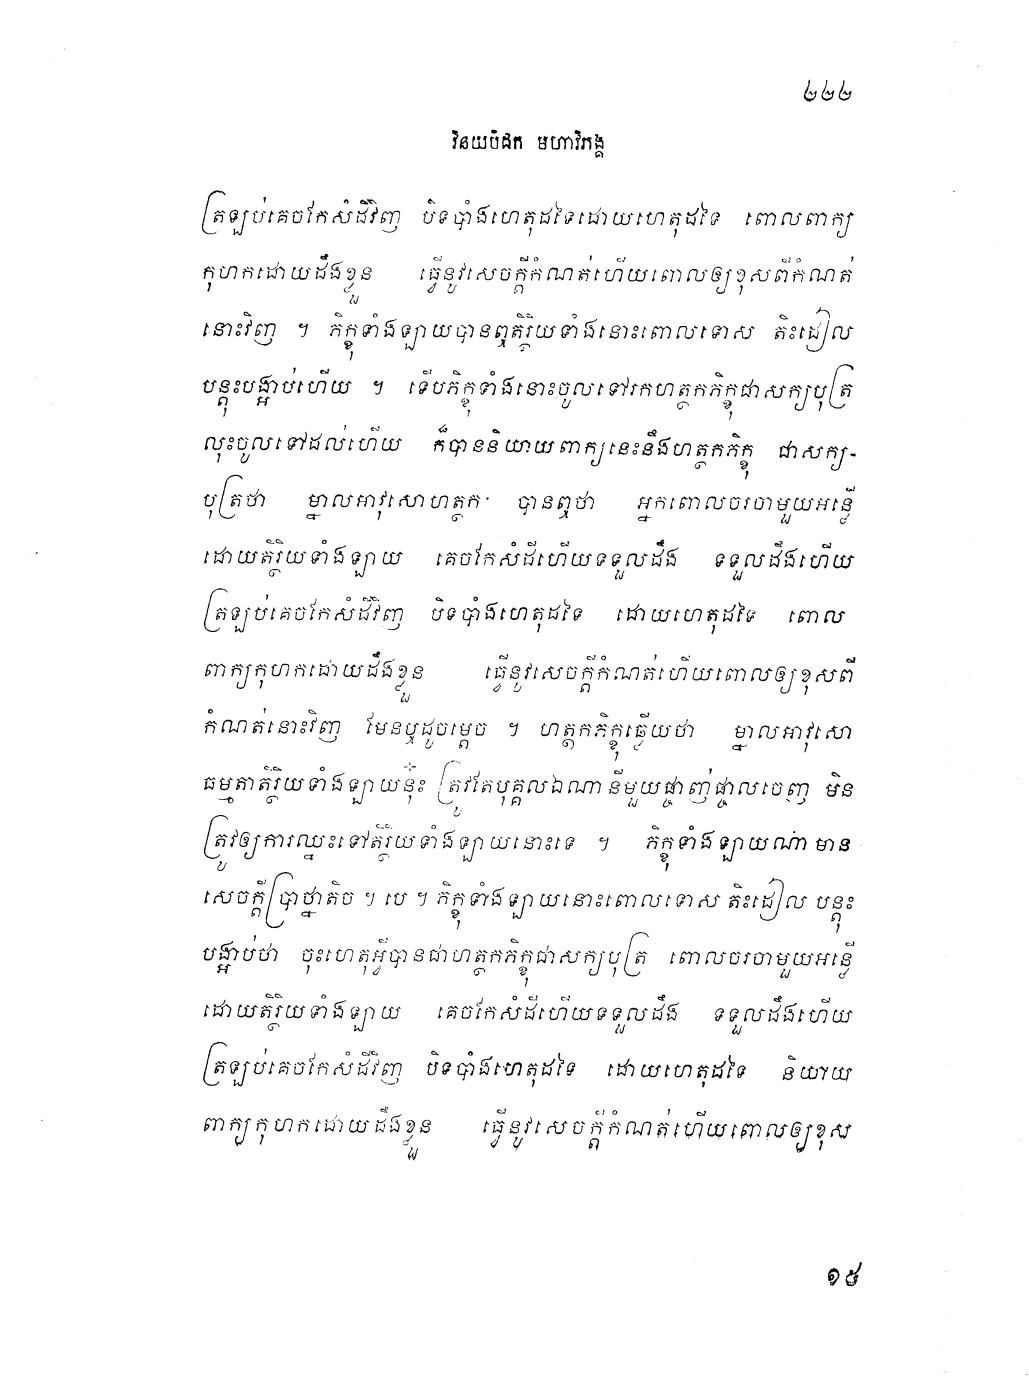 ២២២
វិនយបិដក មហាវិភង្គ
ត្រឡប់គេចកែសំដីវិញ បិទបាំងហេតុដទៃដោយហេតុដទៃ ពោលពាក្យ
កុហកដោយដឹងខ្លួន ធ្វើនូវសេចក្តីកំណត់ហើយពោលឲ្យខុសពីកំណត់
នោះវិញ ។ ភិក្ខុទាំងឡាយបានឮតិរ្ថិយទាំងនោះពោលទោស តិះដៀល
បន្តុះបង្អាប់ហើយ ។ ទើបភិក្ខុទាំងនោះចូលទៅរកហត្ថកភិក្ខុជាសក្យបុត្រ
លុះចូលទៅដល់ហើយ ក៏បាននិយាយពាក្យនេះនឹងហត្ថកភិក្ខុ ជាសក្យ-
បុត្រថា ម្នាលអាវុសោហត្ថក បានឮថា អ្នកពោលចរចាមួយអន្លើ
ដោយតិរ្ថិយទាំងឡាយ គេចកែសំដីហើយទទួលដឹង ទទួលដឹងហើយ
ត្រឡប់គេចកែសំដីវិញ បិទបាំងហេតុដទៃ ដោយហេតុដទៃ ពោល
ពាក្យកុហកដោយដឹងខ្លួន ធ្វើនូវសេចក្តីកំណត់ហើយពោលឲ្យខុសពី
កំណត់នោះវិញ មែនឬដូចម្តេច ។ ហត្ថកភិក្ខុឆ្លើយថា ម្នាលអាវុសោ
ធម្មតាតិរ្ថិយទាំងឡាយនុ៎ះ ត្រូវតែបុគ្គលឯណានីមួយផ្ចាញ់ផ្ចាលចេញ មិន
ត្រូវឲ្យការឈ្នះទៅតិរ្ថិយទាំងឡាយនោះទេ ។ ភិក្ខុទាំងឡាយណាមាន
សេចក្តីប្រាថ្នាតិច ។ បេ ។ ភិក្ខុទាំងឡាយនោះពោលទោស តិះដៀល បន្តុះ
បង្អាប់ថា ចុះហេតុអ្វីបានជាហត្ថកភិក្ខុជាសក្យបុត្រ ពោលចរចាមួយអន្លើ
ដោយតិរ្ថិយទាំងឡាយ គេចកែសំដីហើយទទួលដឹង ទទួលដឹងហើយ
ត្រឡប់គេចកែសំដីវិញ បិទបាំងហេតុដទៃ ដោយហេតុដទៃ និយាយ
ពាក្យកុហកដោយដឹងខ្លួន ធ្វើនូវសេចក្តីកំណត់ហើយពោលឲ្យខុស
១៥